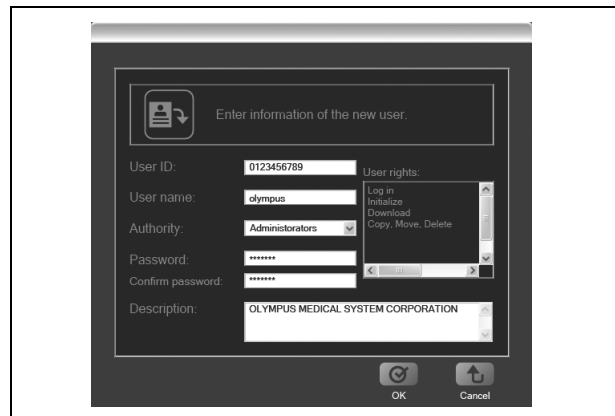 Enter information of the new user.
User ID:
0123456789
User rights:
User name:
olympus
Log in
Initialize
Download
Copy, Move, Delete
Authority:
Administorators
Password:
*******
Confirm password:
*******
Description:
OLYMPUS MEDICAL SYSTEM CORPORATION
OK
Cancel